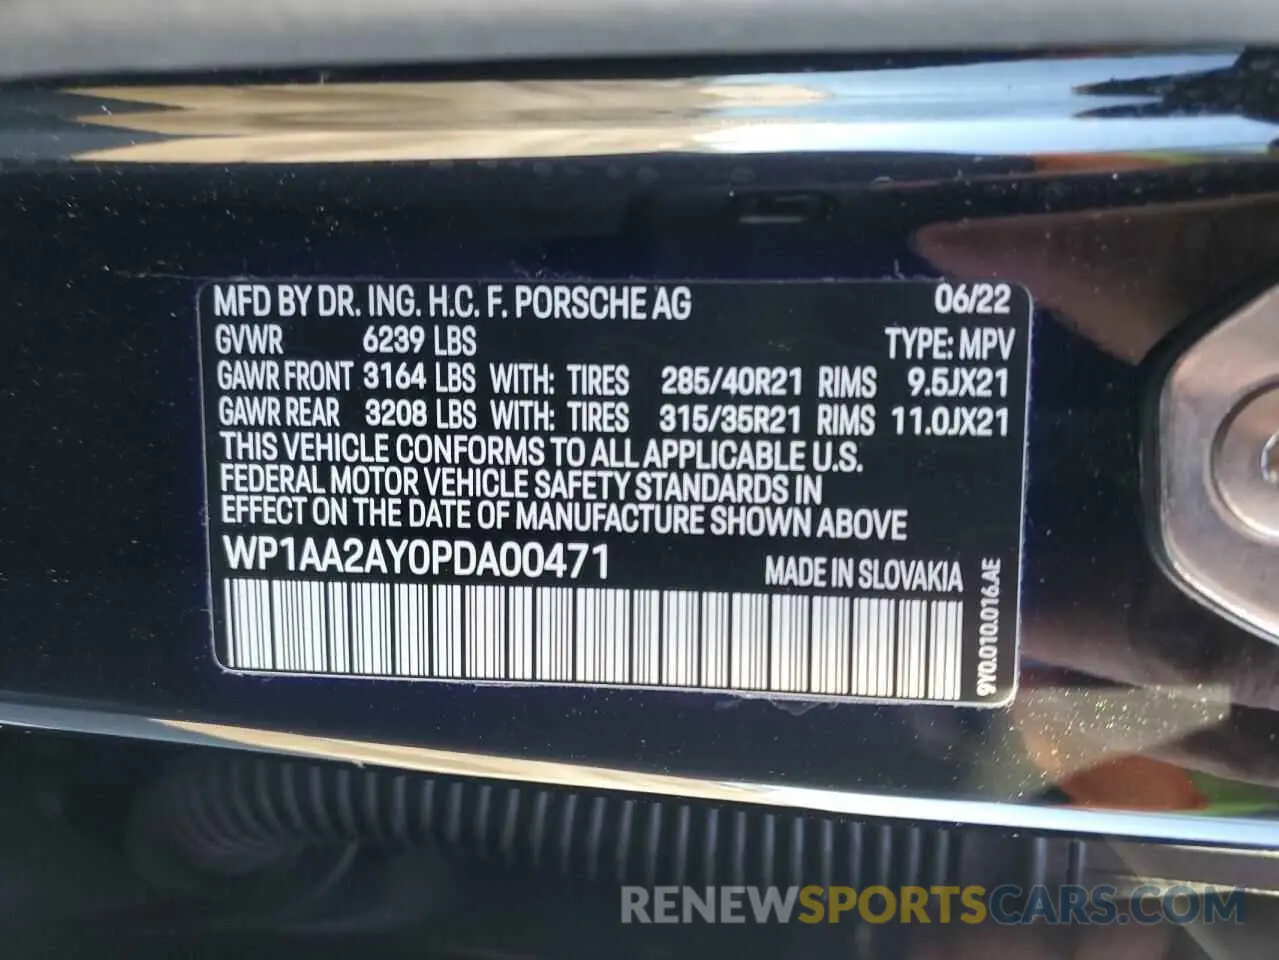 MFD BY DR. ING. H.C. F. PORSCHE AG 06/22
GVWR 6239 LBS TYPE: MPV
GAWR FRONT 3164 LBS WITH: TIRES 285/40R21 RIMS 9.5JX21
GAWR REAR 3208 LBS WITH: TIRES 315/35R21 RIMS 11.0JX21
THIS VEHICLE CONFORMS TO ALL APPLICABLE U.S.
FEDERAL MOTOR VEHICLE SAFETY STANDARDS IN
EFFECT ON THE DATE OF MANUFACTURE SHOWN ABOVE
WP1AA2AY0PDA00471 MADE IN SLOVAKIA
9Y0.010.016.AE
RENEWSPORTSCARS.COM